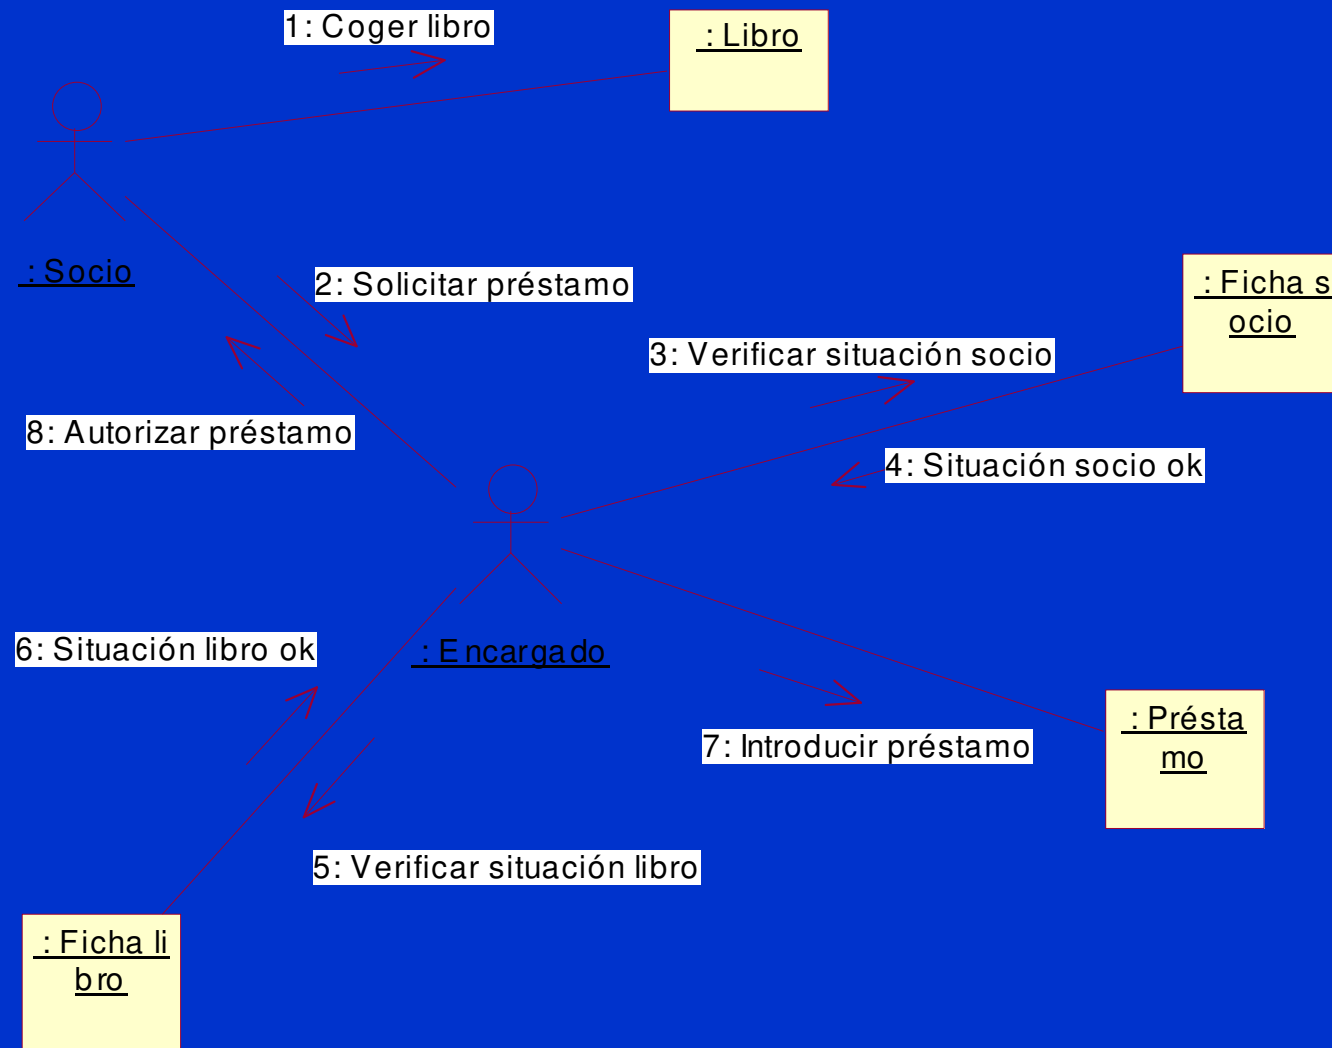 1: Coger libro
: Libro
: Socio
2: Solicitar préstamo
: Ficha s
ocio
3: Verificar situación socio
8: Autorizar préstamo
4: Situación socio ok
6: Situación libro ok
: Encargado
: Présta
mo
7: Introducir préstamo
5: Verificar situación libro
: Ficha li
bro